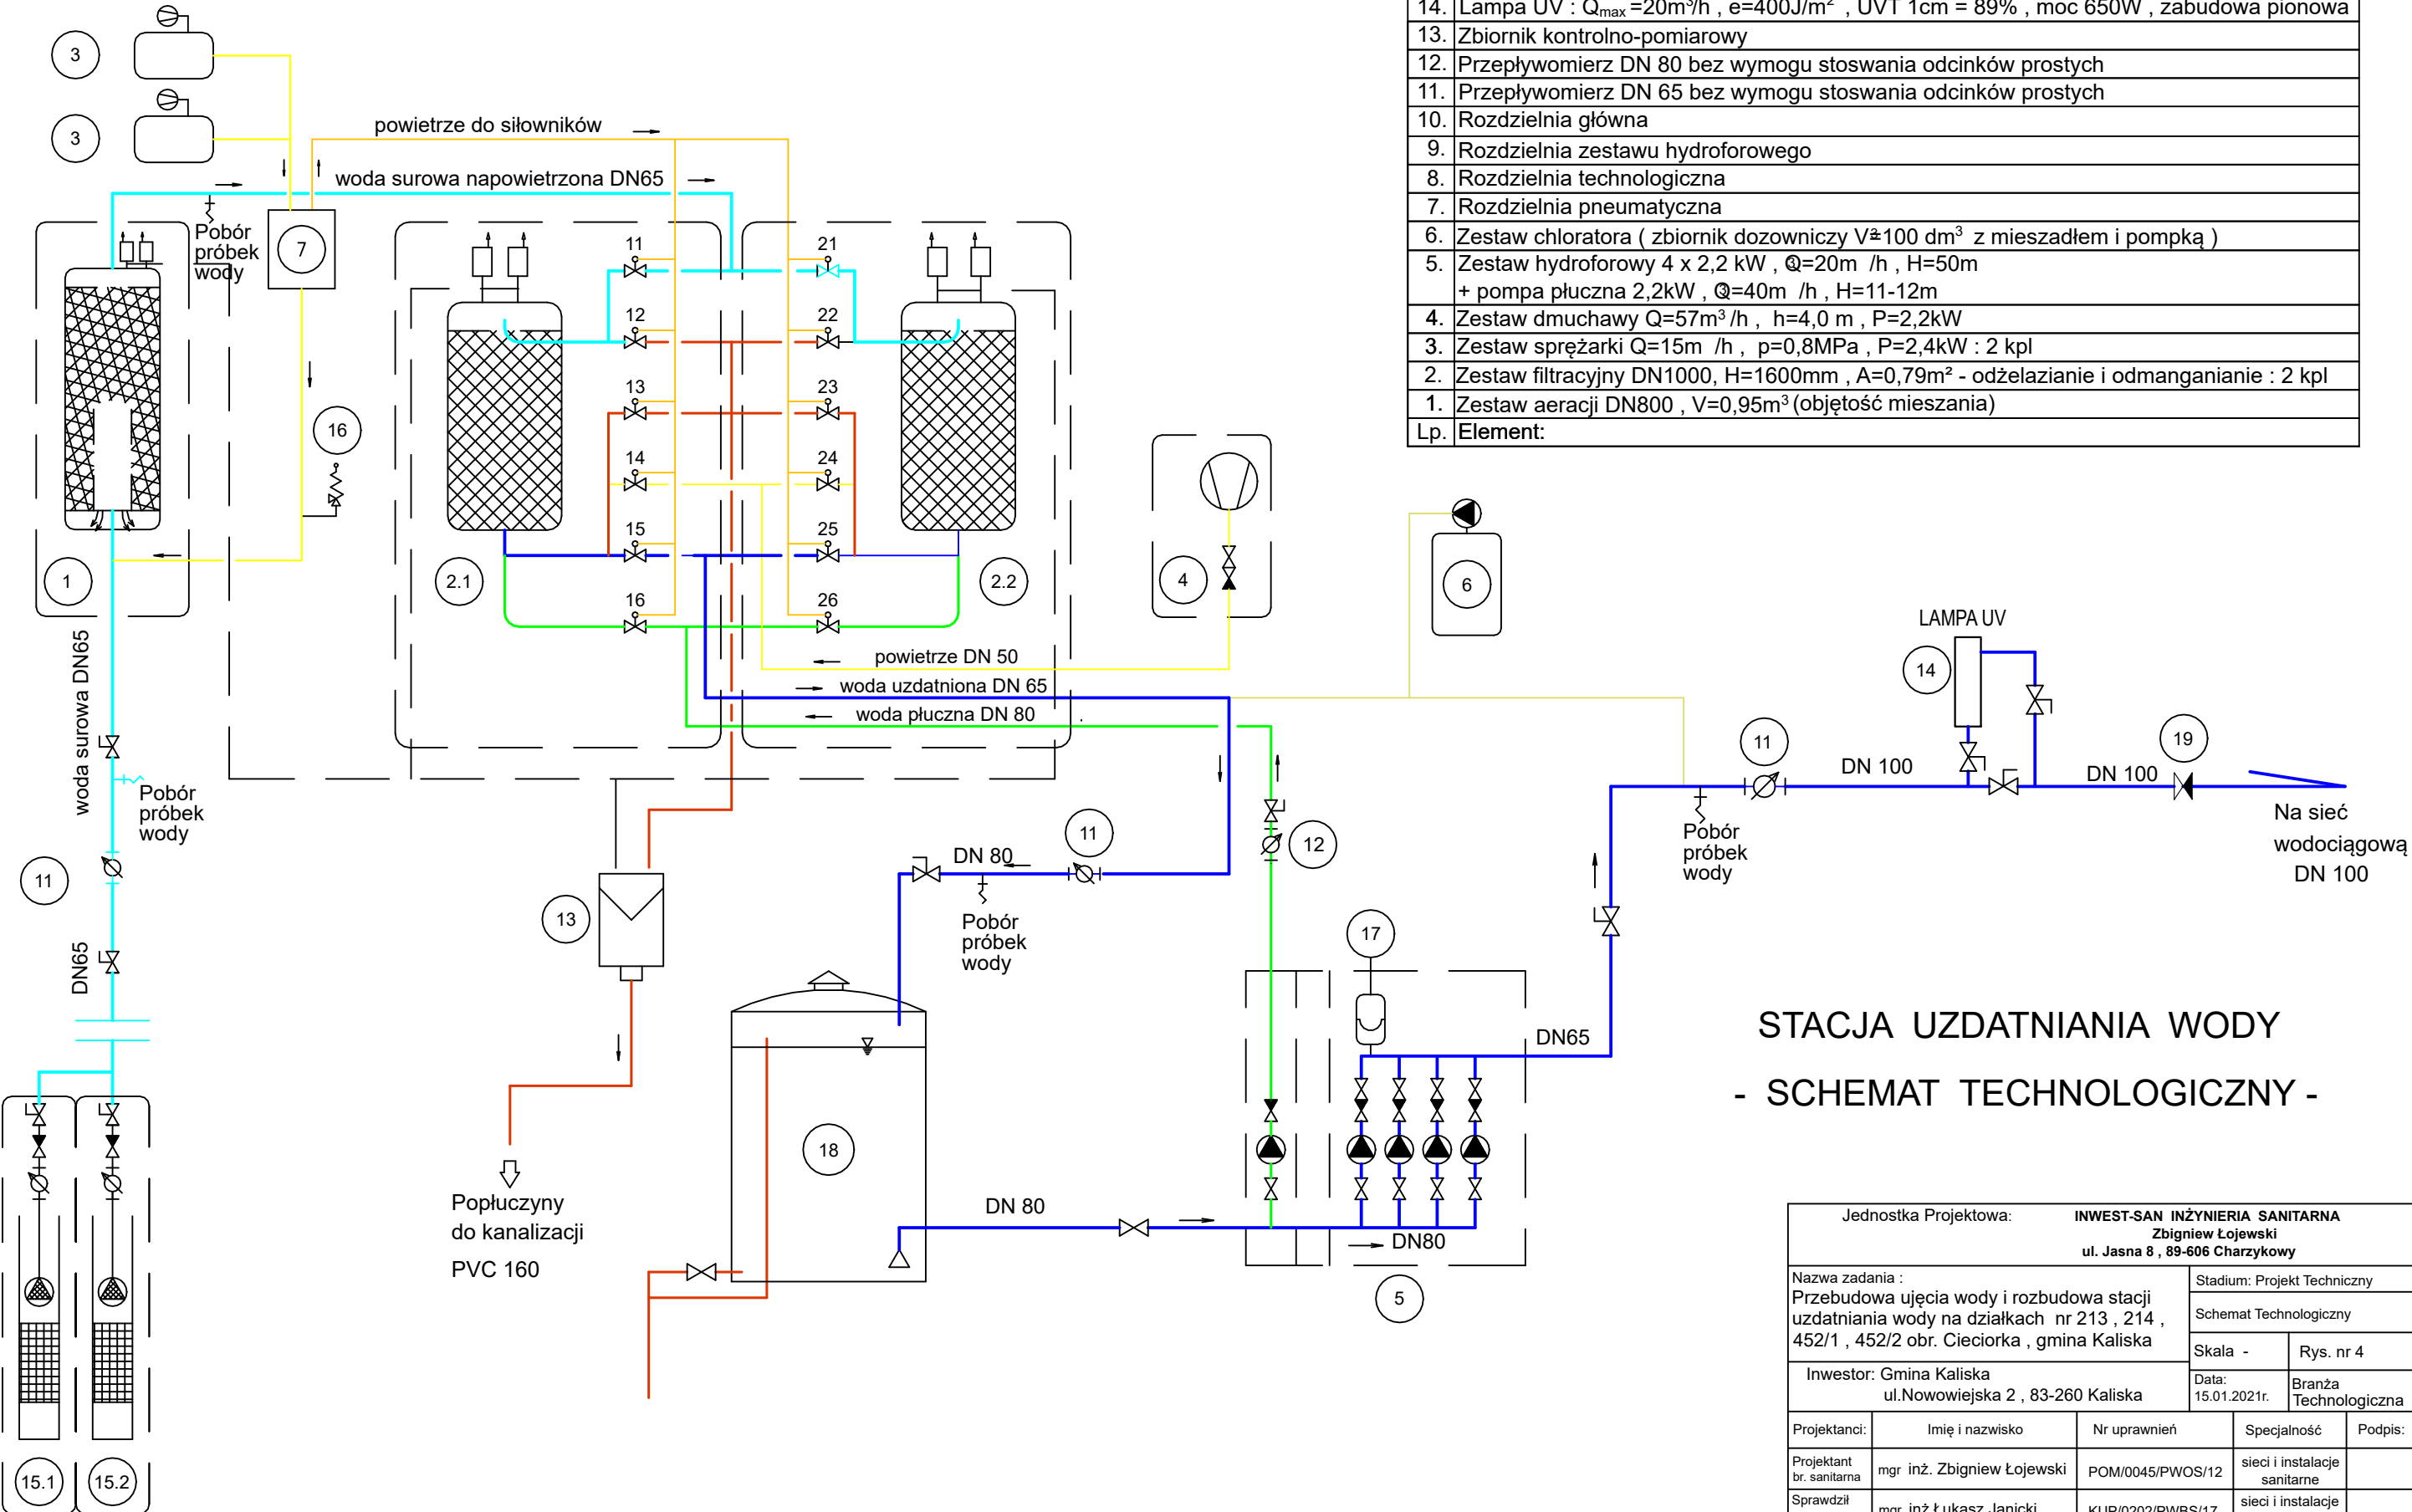 3
3
powietrze do siłowników
woda surowa napowietrzona DN65
Pobór
próbek
wody
7
16
1
11
12
13
14
15
16
21
22
23
24
25
26
2.1
2.2
4
6
powietrze DN 50
woda uzdatniona DN 65
woda płuczna DN 80
woda surowa DN65
Pobór
próbek
wody
11
DN65
15.1
15.2
13
Popłuczyny
do kanalizacji
PVC 160
18
DN 80
11
Pobór
próbek
wody
12
17
DN 80
DN80
5
DN65
LAMPA UV
14
11
DN 100
DN 100
19
Pobór
próbek
wody
Na sieć
wodociągową
DN 100
14. Lampa UV : Qmax =20m³/h , e=400J/m² , UVT 1cm = 89% , moc 650W , zabudowa pionowa
13. Zbiornik kontrolno-pomiarowy
12. Przepływomierz DN 80 bez wymogu stoswania odcinków prostych
11. Przepływomierz DN 65 bez wymogu stoswania odcinków prostych
10. Rozdzielnia główna
9. Rozdzielnia zestawu hydroforowego
8. Rozdzielnia technologiczna
7. Rozdzielnia pneumatyczna
6. Zestaw chloratora ( zbiornik dozowniczy V=100 dm³ z mieszadłem i pompką )
5. Zestaw hydroforowy 4 x 2,2 kW , Q=20m /h , H=50m
+ pompa płuczna 2,2kW , Q=40m /h , H=11-12m
4. Zestaw dmuchawy Q=57m³ /h , h=4,0 m , P=2,2kW
3. Zestaw sprężarki Q=15m /h , p=0,8MPa , P=2,4kW : 2 kpl
2. Zestaw filtracyjny DN1000, H=1600mm , A=0,79m² - odżelazianie i odmanganianie : 2 kpl
1. Zestaw aeracji DN800 , V=0,95m³ (objętość mieszania)
Lp. Element:
STACJA UZDATNIANIA WODY
- SCHEMAT TECHNOLOGICZNY -
Jednostka Projektowa: INWEST-SAN INŻYNIERIA SANITARNA
Zbigniew Łojewski
ul. Jasna 8 , 89-606 Charzykowy
Nazwa zadania :
Przebudowa ujęcia wody i rozbudowa stacji
uzdatniania wody na działkach nr 213 , 214 ,
452/1 , 452/2 obr. Cieciorka , gmina Kaliska
Stadium: Projekt Techniczny
Schemat Technologiczny
Skala - Rys. nr 4
Inwestor: Gmina Kaliska
ul.Nowowiejska 2 , 83-260 Kaliska
Data:
15.01.2021r.
Branża
Technologiczna
Projektanci: Imię i nazwisko Nr uprawnień Specjalność Podpis:
Projektant
br. sanitarna
mgr inż. Zbigniew Łojewski POM/0045/PWOS/12
sieci i instalacje
sanitarne
Sprawdził
mgr inż Łukasz Janicki KUP/0202/PWBS/17
sieci i instalacje